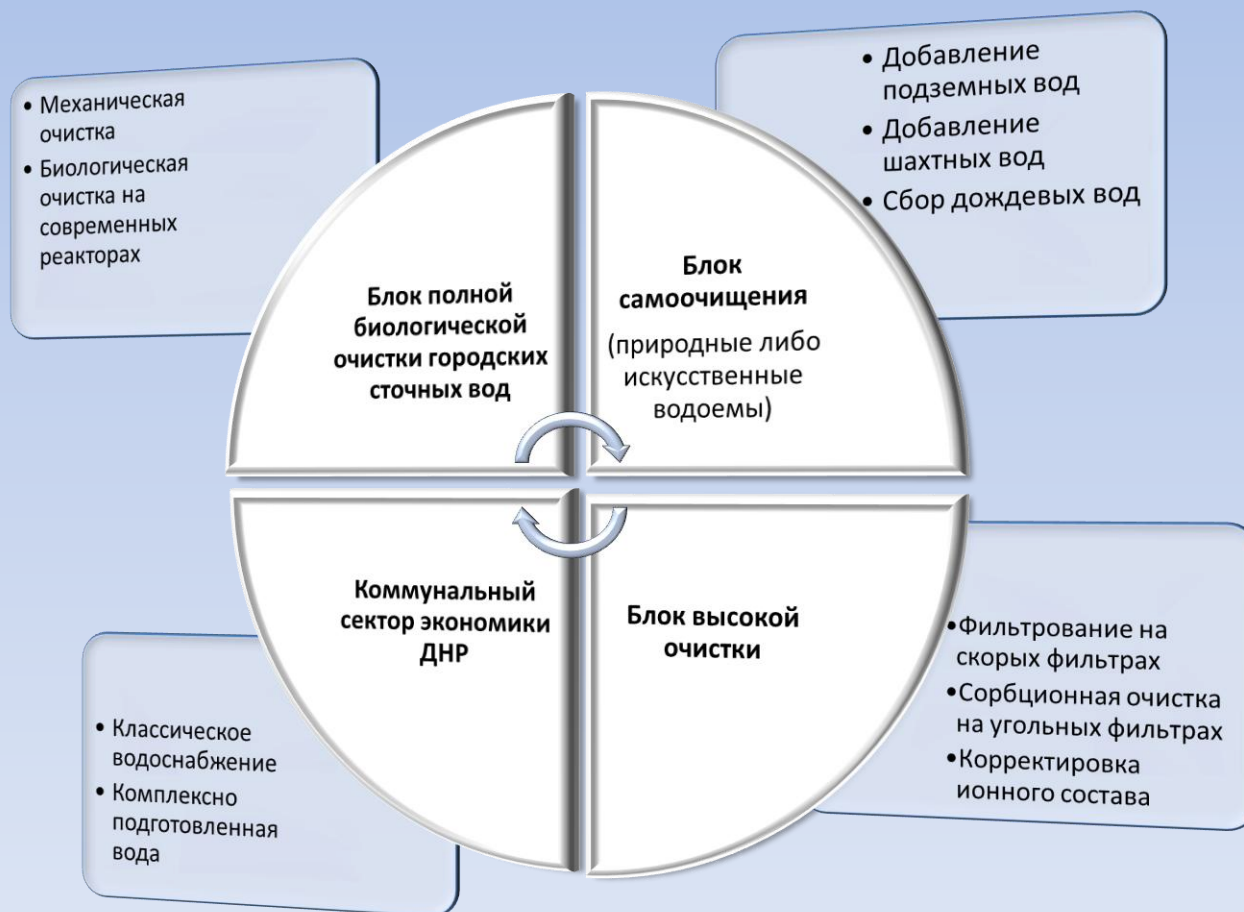 • Механическая
очистка
• Биологическая
очистка на
современных
реакторах
• Добавление
подземных вод
• Добавление
шахтных вод
• Сбор дождевых вод
Блок полной
биологической
очистки городских
сточных вод
Блок
самоочищения
(природные либо
искусственные
водоемы)
Коммунальный
сектор экономики
ДНР
Блок высокой
очистки
• Классическое
водоснабжение
• Комплексно
подготовленная
вода
•Фильтрование на
скорых фильтрах
•Сорбционная очистка
на угольных фильтрах
•Корректировка
ионного состава